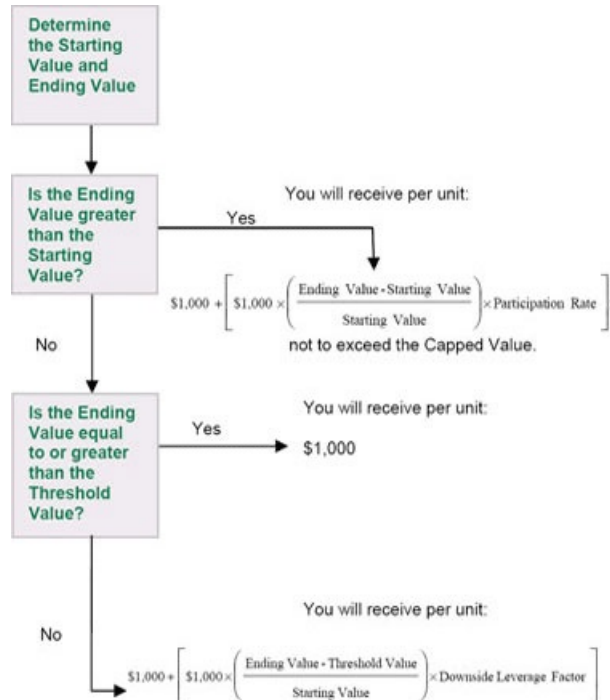 Determine
the Starting
Value and
Ending Value
Is the Ending
Value greater
than the
Starting
Value?
Yes
You will receive per unit:
$1,000 + [ $1,000 × ( Ending Value - Starting Value
Starting Value ) × Participation Rate ]
not to exceed the Capped Value.
No
Is the Ending
Value equal
to or greater
than the
Threshold
Value?
Yes
You will receive per unit:
$1,000
No
You will receive per unit:
$1,000 + [ $1,000 × ( Ending Value - Threshold Value
Starting Value ) × Downside Leverage Factor ]